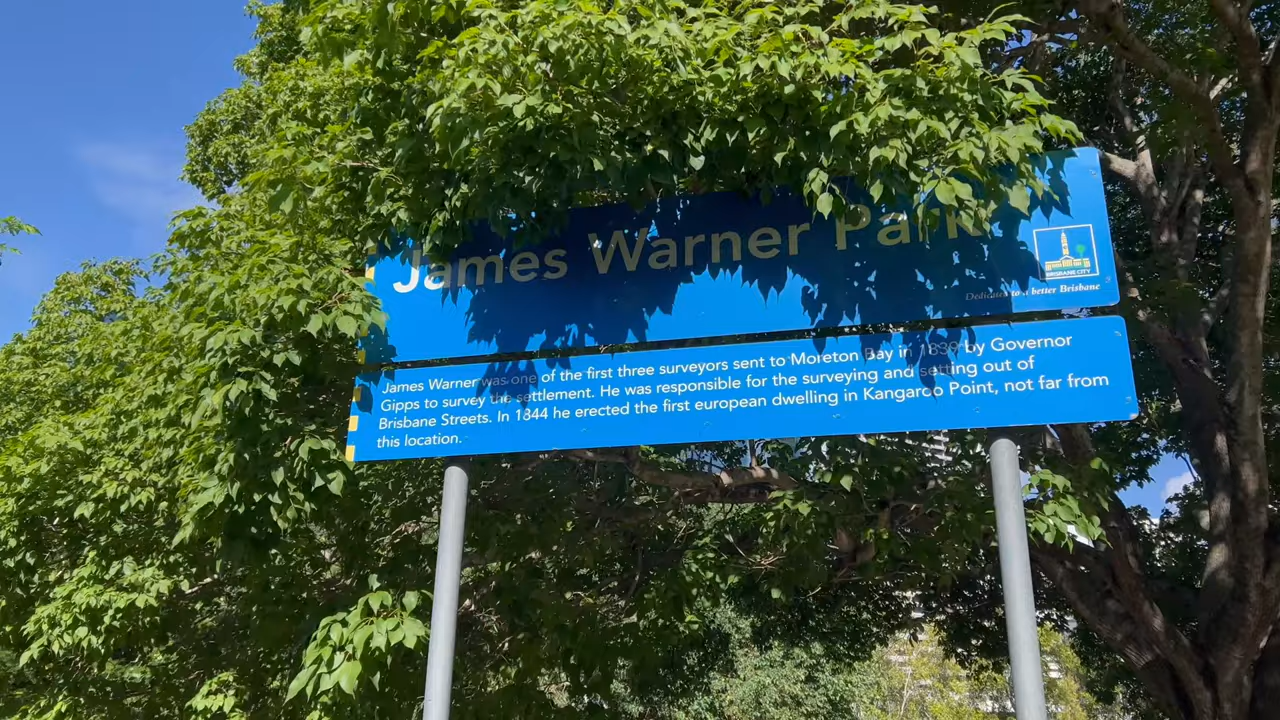 James Warner Park
BRISBANE CITY
Dedicated to a better Brisbane
James Warner was one of the first three surveyors sent to Moreton Bay in 1839 by Governor
Gipps to survey the settlement. He was responsible for the surveying and setting out of
Brisbane Streets. In 1844 he erected the first european dwelling in Kangaroo Point, not far from
this location.